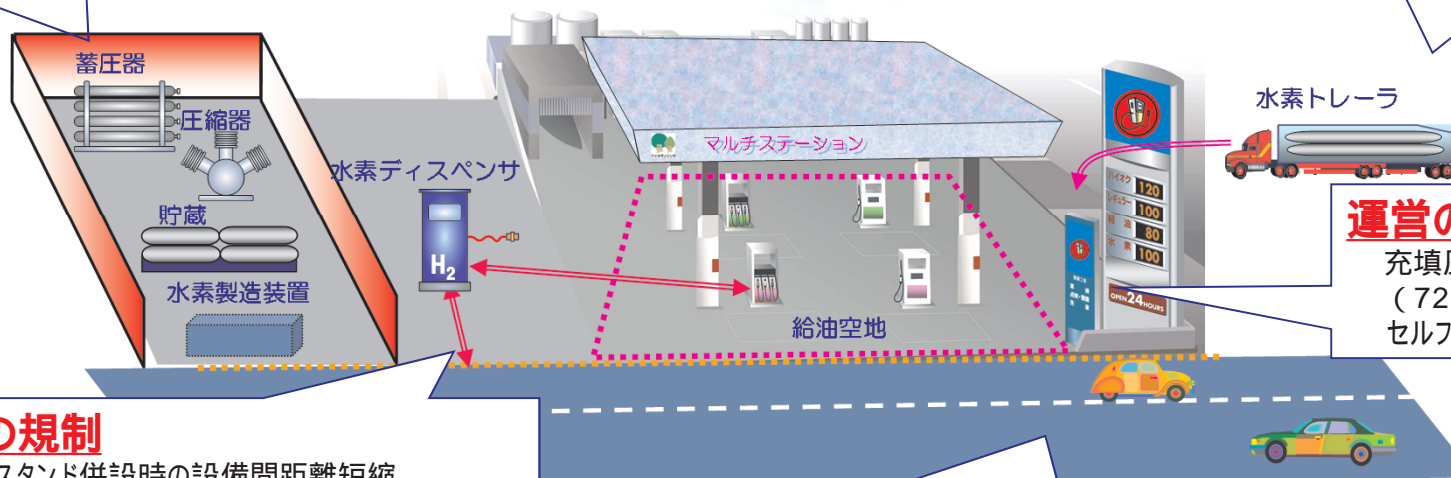 蓄圧器
圧縮器
貯蔵
水素製造装置
水素ディスペンサ
H₂
マルチステーション
給油空地
水素トレーラ
ハイオク 120
レギュラー 100
軽油 80
水素 100
OPEN 24 HOURS
運営の
充填
(72
セルフ
の規制
スタンド併設時の設備間距離短縮